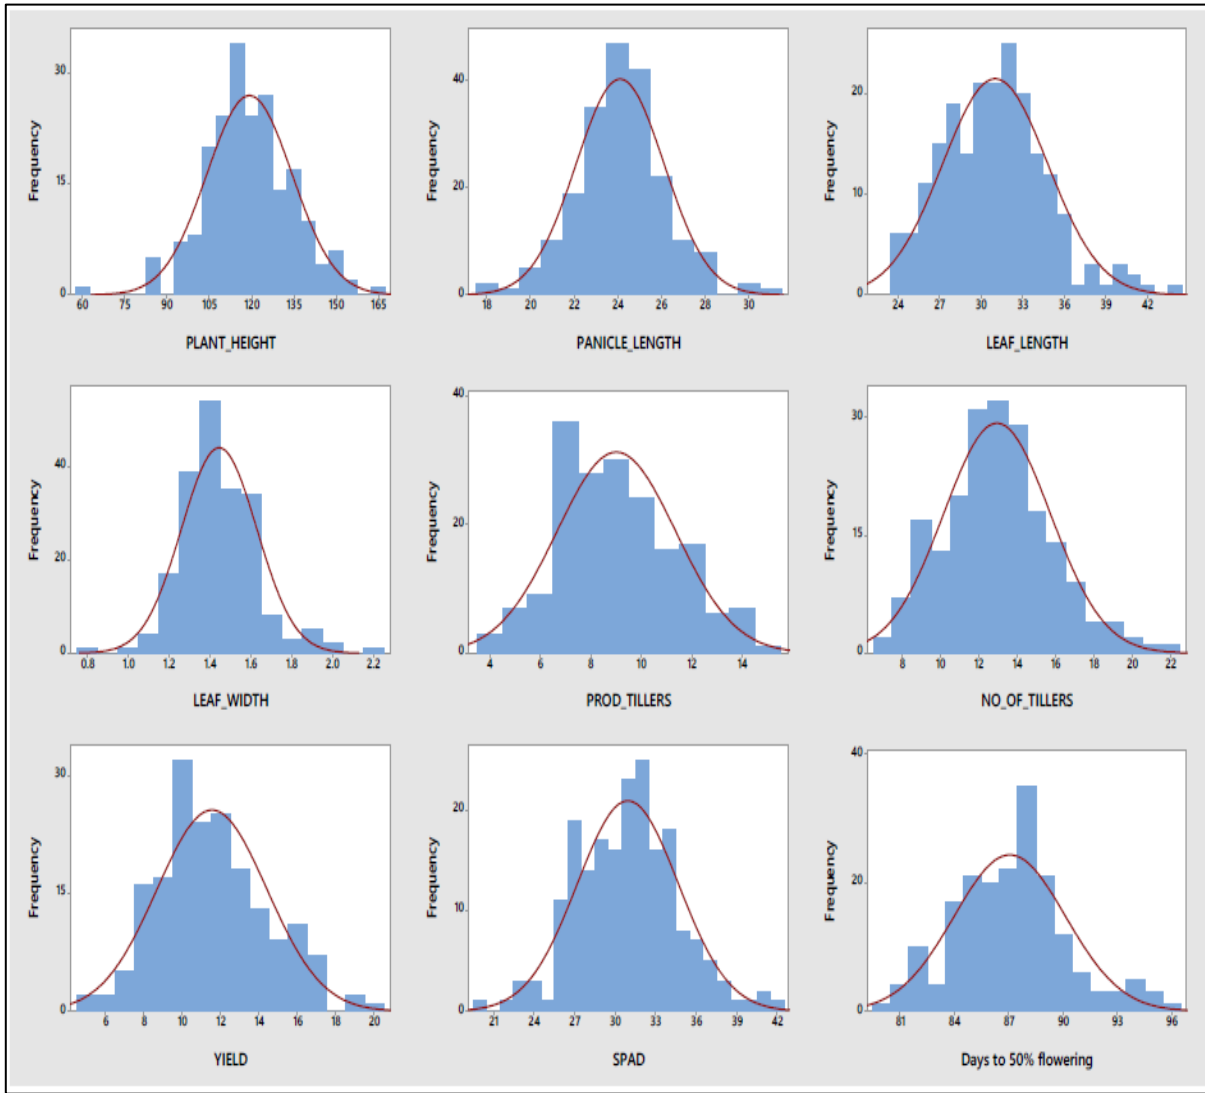 Frequency
30
15
0
60 75 90 105 120 135 150 165
PLANT_HEIGHT
Frequency
40
20
0
18 20 22 24 26 28 30
PANICLE_LENGTH
Frequency
20
10
0
24 27 30 33 36 39 42
LEAF_LENGTH
Frequency
40
20
0
0.8 1.0 1.2 1.4 1.6 1.8 2.0 2.2
LEAF_WIDTH
Frequency
40
20
0
4 6 8 10 12 14
PROD_TILLERS
Frequency
30
15
0
8 10 12 14 16 18 20 22
NO_OF_TILLERS
Frequency
30
15
0
6 8 10 12 14 16 18 20
YIELD
Frequency
20
10
0
21 24 27 30 33 36 39 42
SPAD
Frequency
40
20
0
81 84 87 90 93 96
Days to 50% flowering